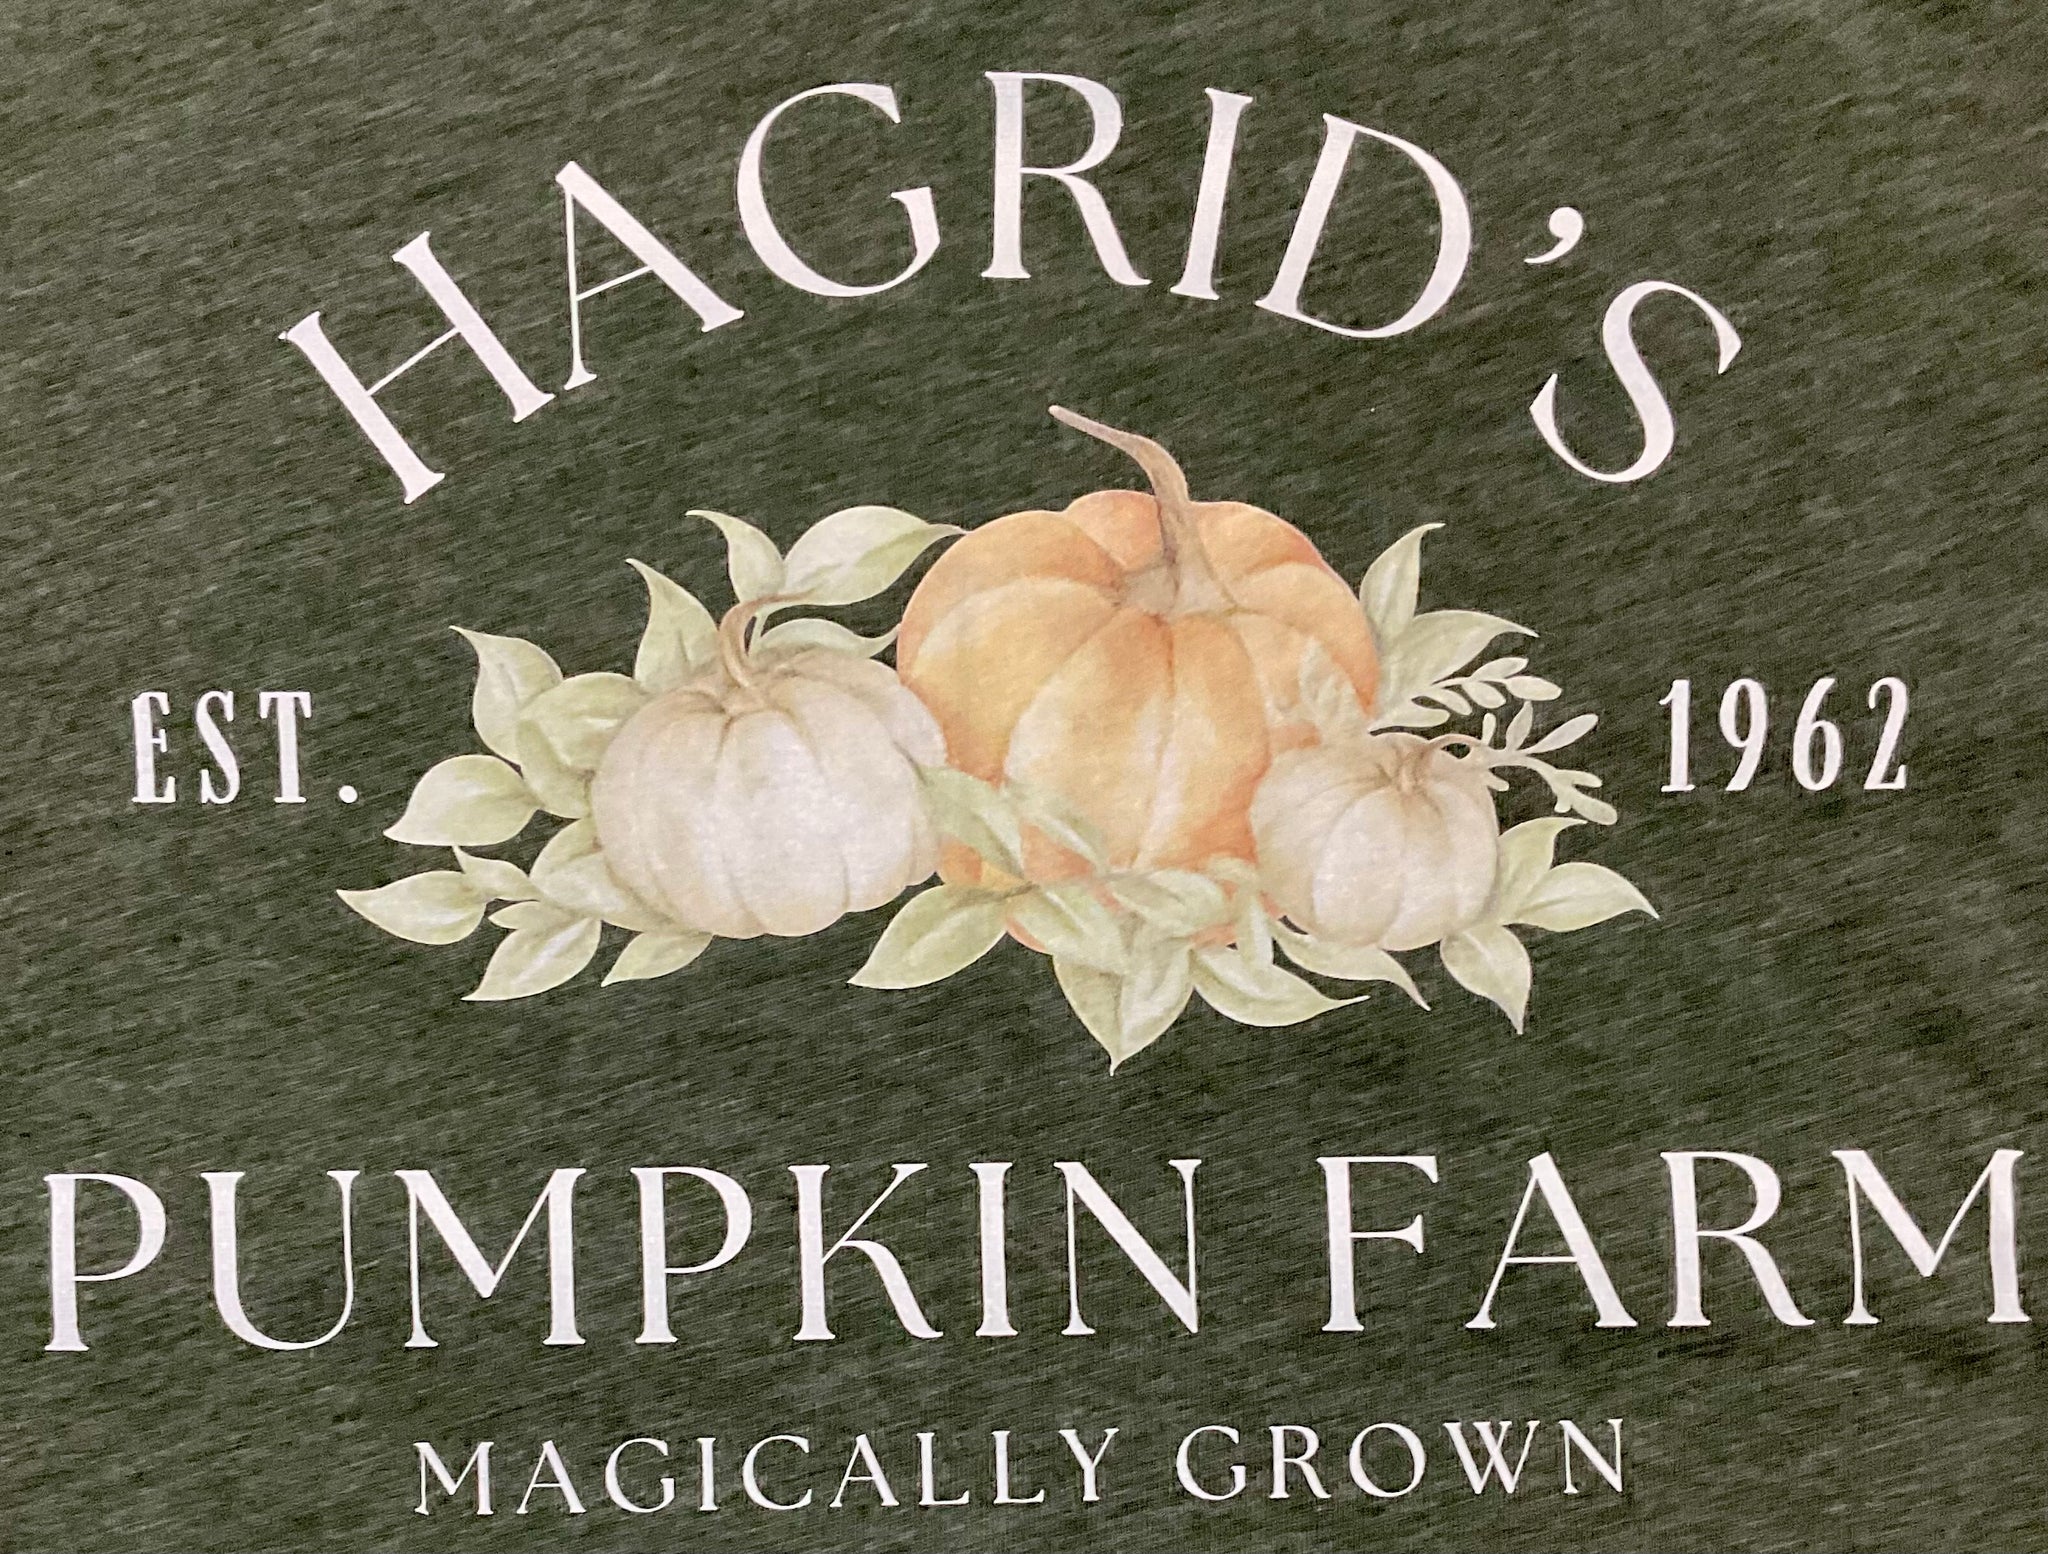 HAGRID'S
EST. 1962
PUMPKIN FARM
MAGICALLY GROWN